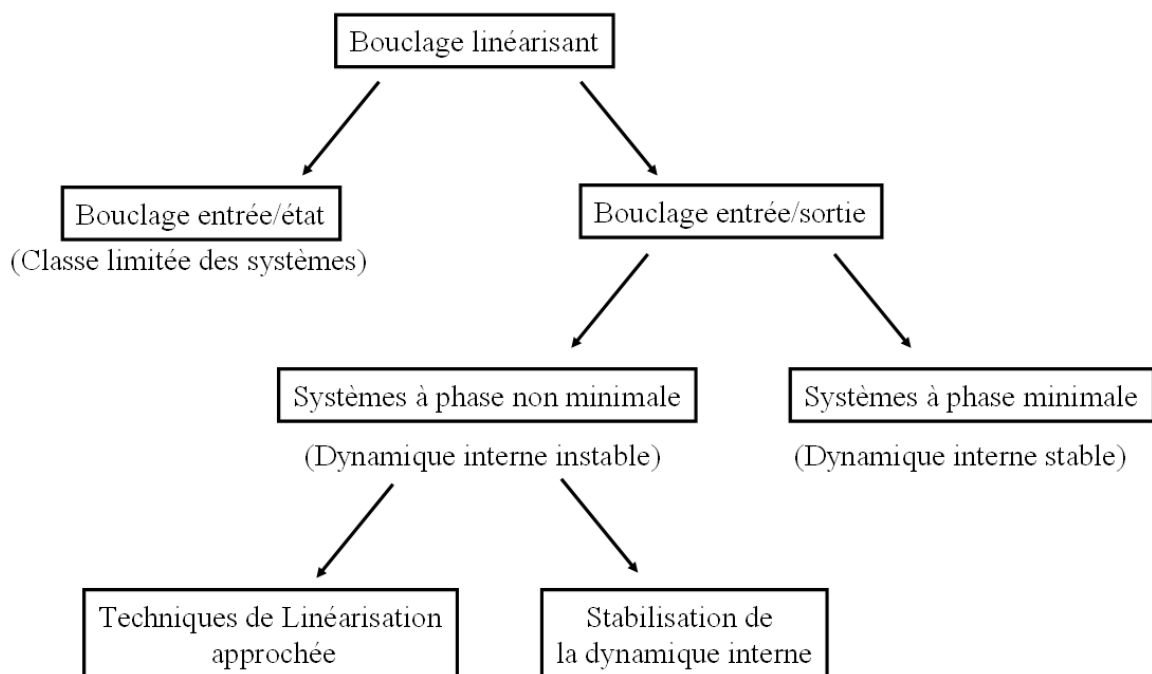 Bouclage linéarisant
Bouclage entrée/état
(Classe limitée des systèmes)
Bouclage entrée/sortie
Systèmes à phase non minimale
(Dynamique interne instable)
Systèmes à phase minimale
(Dynamique interne stable)
Techniques de Linéarisation
approchée
Stabilisation de
la dynamique interne